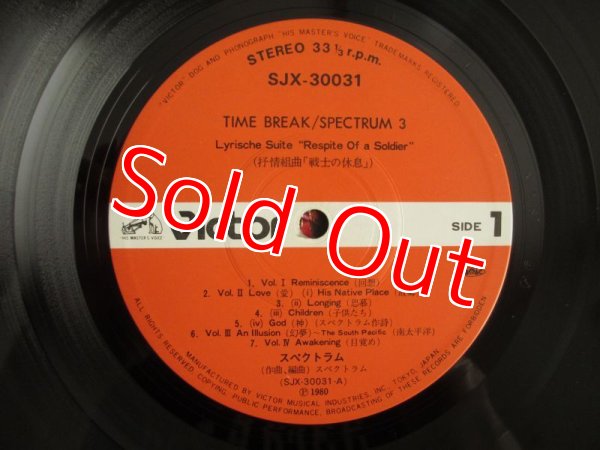 "VICTOR" DOG AND PHONOGRAPH. "HIS MASTER'S VOICE" TRADEMARKS REGISTERED.
STEREO 33 1/3 r.p.m.
SJX-30031
TIME BREAK/SPECTRUM 3
Lyrische Suite "Respite Of a Soldier"
(抒情組曲「戦士の休息」)
Sold Out
"HIS MASTER'S VOICE"
Victor
SIDE 1
1. Vol. I Reminiscence (回想)
2. Vol. II Love (愛) (i) His Native Place
3. (ii) Longing (思慕)
4. (iii) Children (子供たち)
5. (iv) God (神) (スペクトラム作詩)
6. Vol. III An Illusion (幻夢)〜The South Pacific (南太平洋)
7. Vol. IV Awakening (目覚め)
スペクトラム
(作曲、編曲) スペクトラム
(SJX-30031-A)
Ⓟ 1980
MANUFACTURED BY VICTOR MUSICAL INDUSTRIES, INC., TOKYO, JAPAN.
ALL RIGHTS RESERVED, COPYING, PUBLIC PERFORMANCE, BROADCASTING OF THESE RECORDS ARE FORBIDDEN